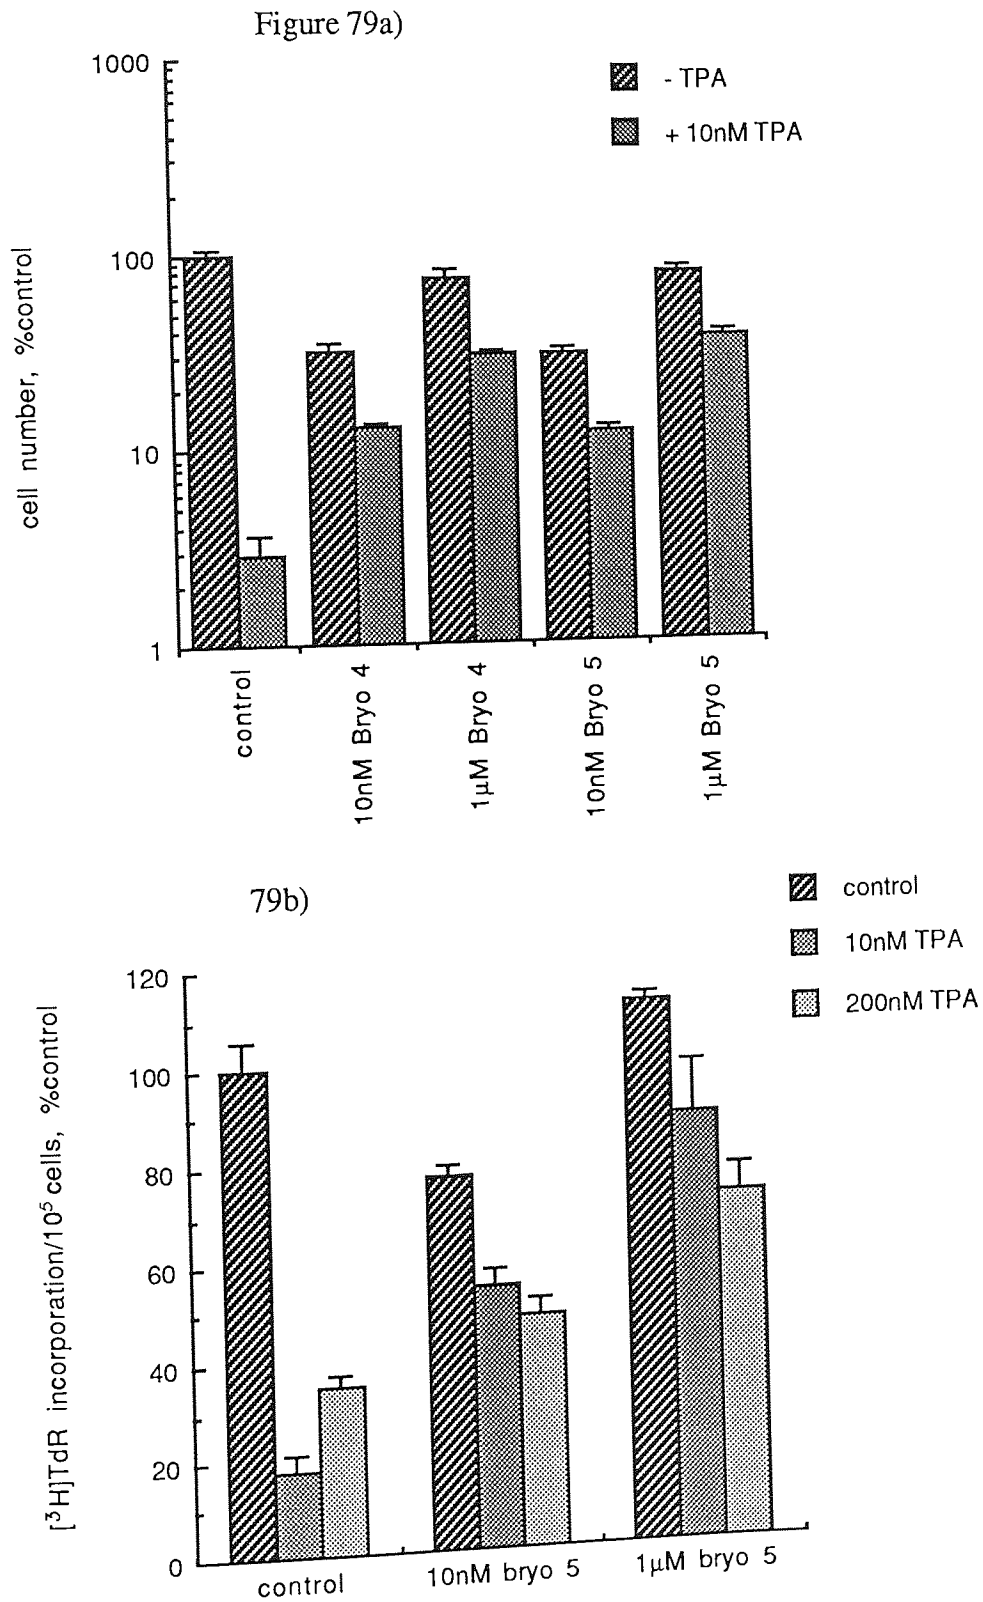 Figure 79a)
1000
- TPA
+ 10nM TPA
100
10
1
cell number, %control
control
10nM Bryo 4
1µM Bryo 4
10nM Bryo 5
1µM Bryo 5
79b)
control
10nM TPA
200nM TPA
120
100
80
60
40
20
0
[³H]TdR incorporation/10⁵ cells, %control
control
10nM bryo 5
1µM bryo 5